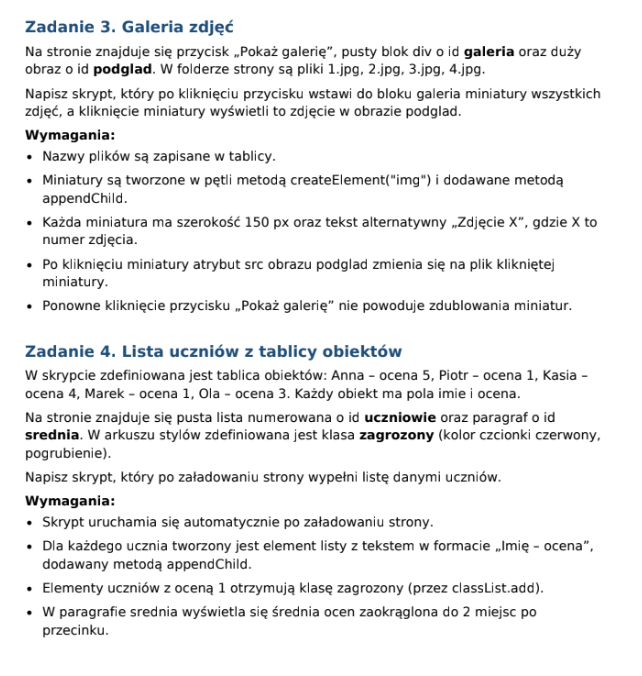 Zadanie 3. Galeria zdjęć
Na stronie znajduje się przycisk „Pokaż galerię”, pusty blok div o id galeria oraz duży
obraz o id podglad. W folderze strony są pliki 1.jpg, 2.jpg, 3.jpg, 4.jpg.
Napisz skrypt, który po kliknięciu przycisku wstawi do bloku galeria miniatury wszystkich
zdjęć, a kliknięcie miniatury wyświetli to zdjęcie w obrazie podglad.
Wymagania:
• Nazwy plików są zapisane w tablicy.
• Miniatury są tworzone w pętli metodą createElement("img") i dodawane metodą
appendChild.
• Każda miniatura ma szerokość 150 px oraz tekst alternatywny „Zdjęcie X”, gdzie X to
numer zdjęcia.
• Po kliknięciu miniatury atrybut src obrazu podglad zmienia się na plik klikniętej
miniatury.
• Ponowne kliknięcie przycisku „Pokaż galerię” nie powoduje zdublowania miniatur.
Zadanie 4. Lista uczniów z tablicy obiektów
W skrypcie zdefiniowana jest tablica obiektów: Anna – ocena 5, Piotr – ocena 1, Kasia –
ocena 4, Marek – ocena 1, Ola – ocena 3. Każdy obiekt ma pola imie i ocena.
Na stronie znajduje się pusta lista numerowana o id uczniowie oraz paragraf o id
srednia. W arkuszu stylów zdefiniowana jest klasa zagrozony (kolor czcionki czerwony,
pogrubienie).
Napisz skrypt, który po załadowaniu strony wypełni listę danymi uczniów.
Wymagania:
• Skrypt uruchamia się automatycznie po załadowaniu strony.
• Dla każdego ucznia tworzony jest element listy z tekstem w formacie „Imię – ocena”,
dodawany metodą appendChild.
• Elementy uczniów z oceną 1 otrzymują klasę zagrozony (przez classList.add).
• W paragrafie srednia wyświetla się średnia ocen zaokrąglona do 2 miejsc po
przecinku.